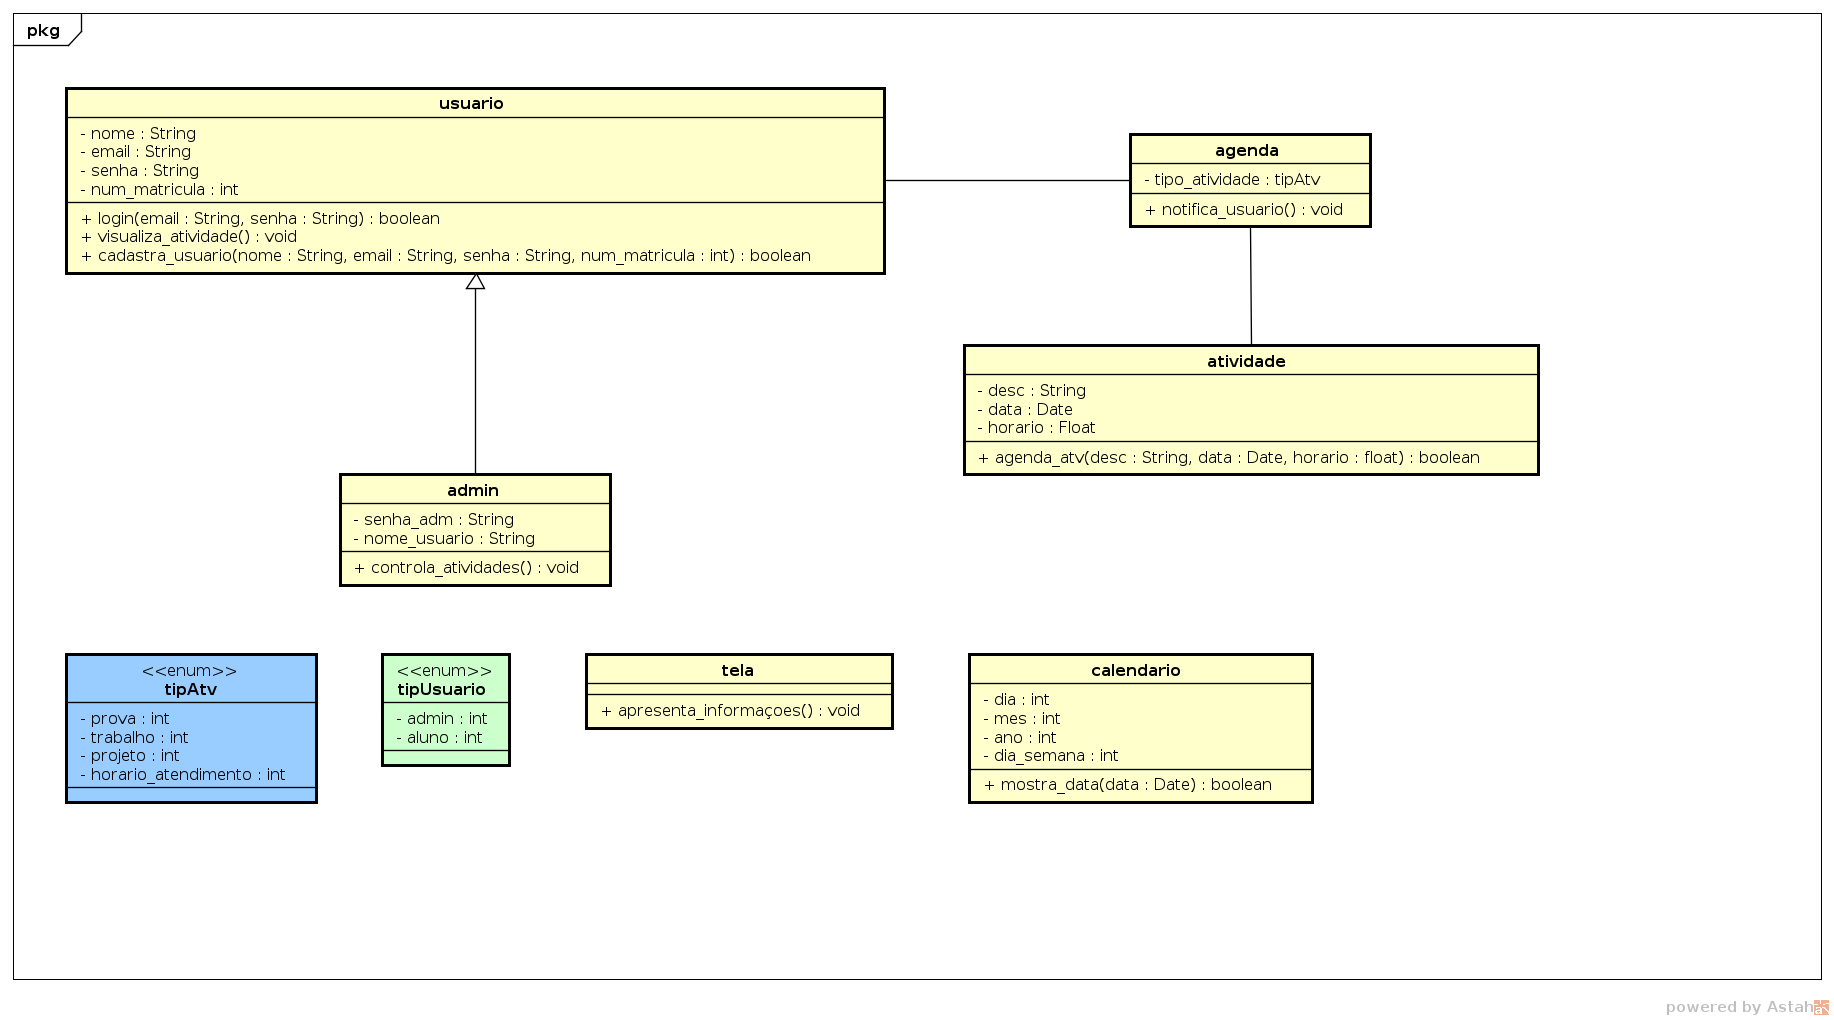 pkg
usuario
- nome : String
- email : String
- senha : String
- num_matricula : int
+ login(email : String, senha : String) : boolean
+ visualiza_atividade() : void
+ cadastra_usuario(nome : String, email : String, senha : String, num_matricula : int) : boolean
agenda
- tipo_atividade : tipAtv
+ notifica_usuario() : void
atividade
- desc : String
- data : Date
- horario : Float
+ agenda_atv(desc : String, data : Date, horario : float) : boolean
admin
- senha_adm : String
- nome_usuario : String
+ controla_atividades() : void
<<enum>>
tipAtv
- prova : int
- trabalho : int
- projeto : int
- horario_atendimento : int
<<enum>>
tipUsuario
- admin : int
- aluno : int
tela
+ apresenta_informaçoes() : void
calendario
- dia : int
- mes : int
- ano : int
- dia_semana : int
+ mostra_data(data : Date) : boolean
powered by Astah